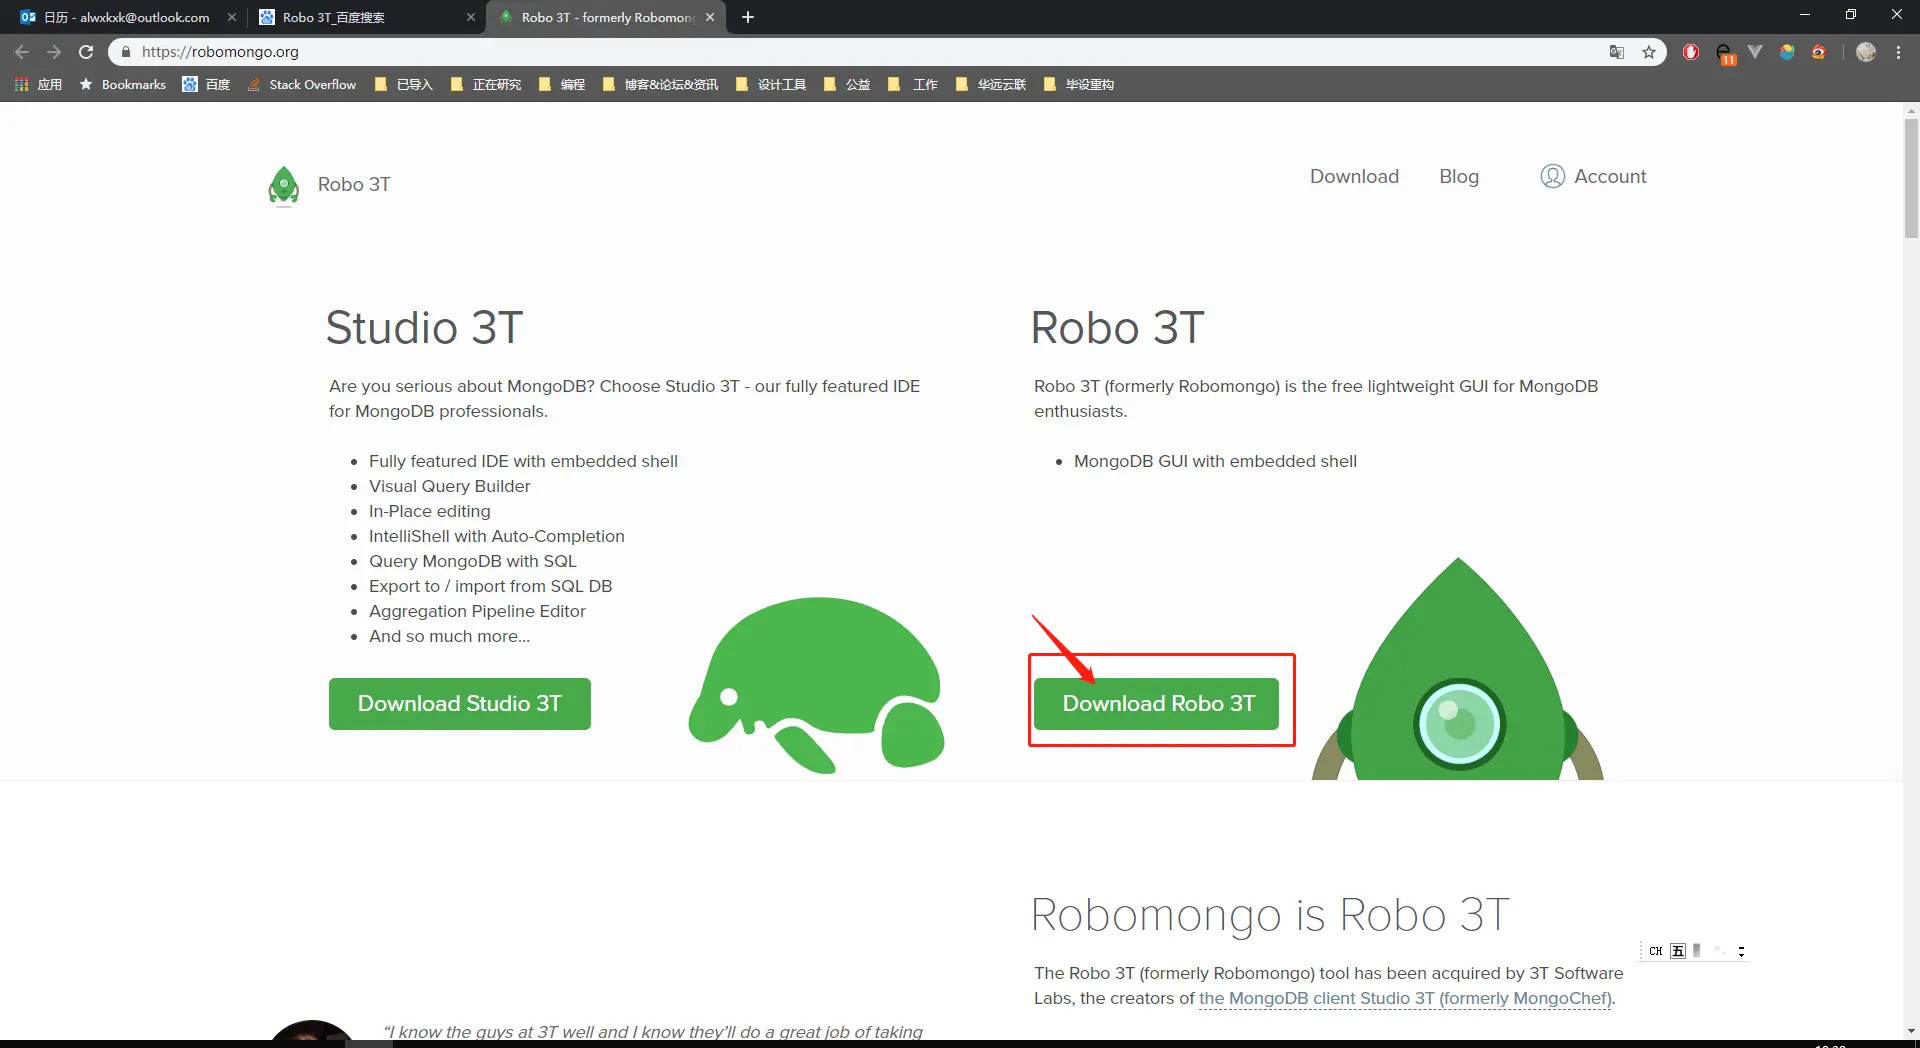 日历 - alwxkxk@outlook.com
Robo 3T_百度搜索
Robo 3T - formerly Robomon
https://robomongo.org
11
应用
Bookmarks
百度
Stack Overflow
已导入
正在研究
编程
博客&论坛&资讯
设计工具
公益
工作
华远云联
毕设重构
Robo 3T
Download
Blog
Account
Studio 3T
Are you serious about MongoDB? Choose Studio 3T - our fully featured IDE
for MongoDB professionals.
Fully featured IDE with embedded shell
Visual Query Builder
In-Place editing
IntelliShell with Auto-Completion
Query MongoDB with SQL
Export to / import from SQL DB
Aggregation Pipeline Editor
And so much more...
Download Studio 3T
Robo 3T
Robo 3T (formerly Robomongo) is the free lightweight GUI for MongoDB
enthusiasts.
MongoDB GUI with embedded shell
Download Robo 3T
Robomongo is Robo 3T
The Robo 3T (formerly Robomongo) tool has been acquired by 3T Software
Labs, the creators of the MongoDB client Studio 3T (formerly MongoChef).
CH 五
“I know the guys at 3T well and I know they’ll do a great job of taking